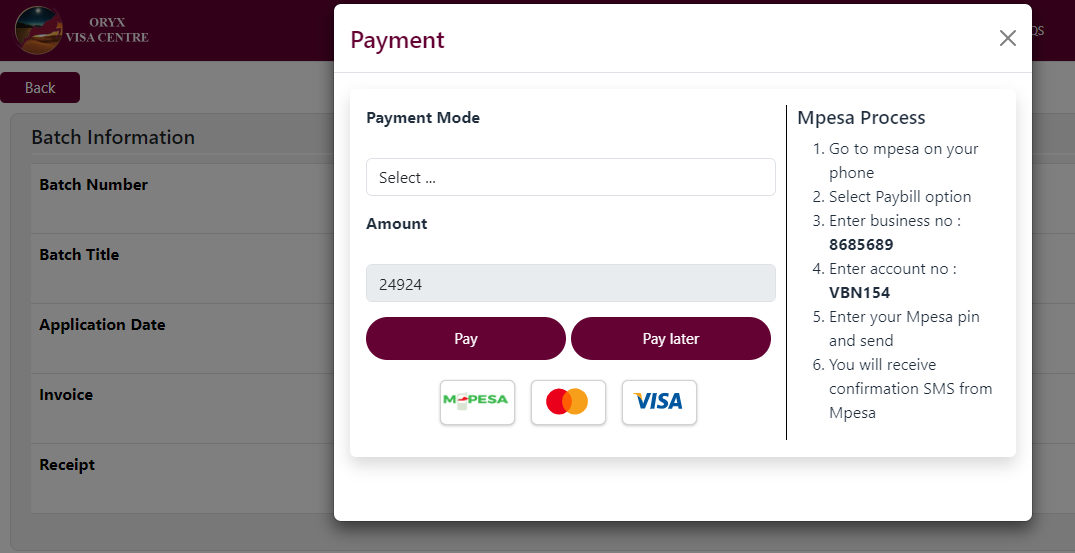 ORYX
VISA CENTRE
QS
Back
Batch Information
Batch Number
Batch Title
Application Date
Invoice
Receipt
Payment
Payment Mode
Select ...
Amount
24924
Pay
Pay later
M-PESA
VISA
Mpesa Process
1. Go to mpesa on your
phone
2. Select Paybill option
3. Enter business no :
8685689
4. Enter account no :
VBN154
5. Enter your Mpesa pin
and send
6. You will receive
confirmation SMS from
Mpesa